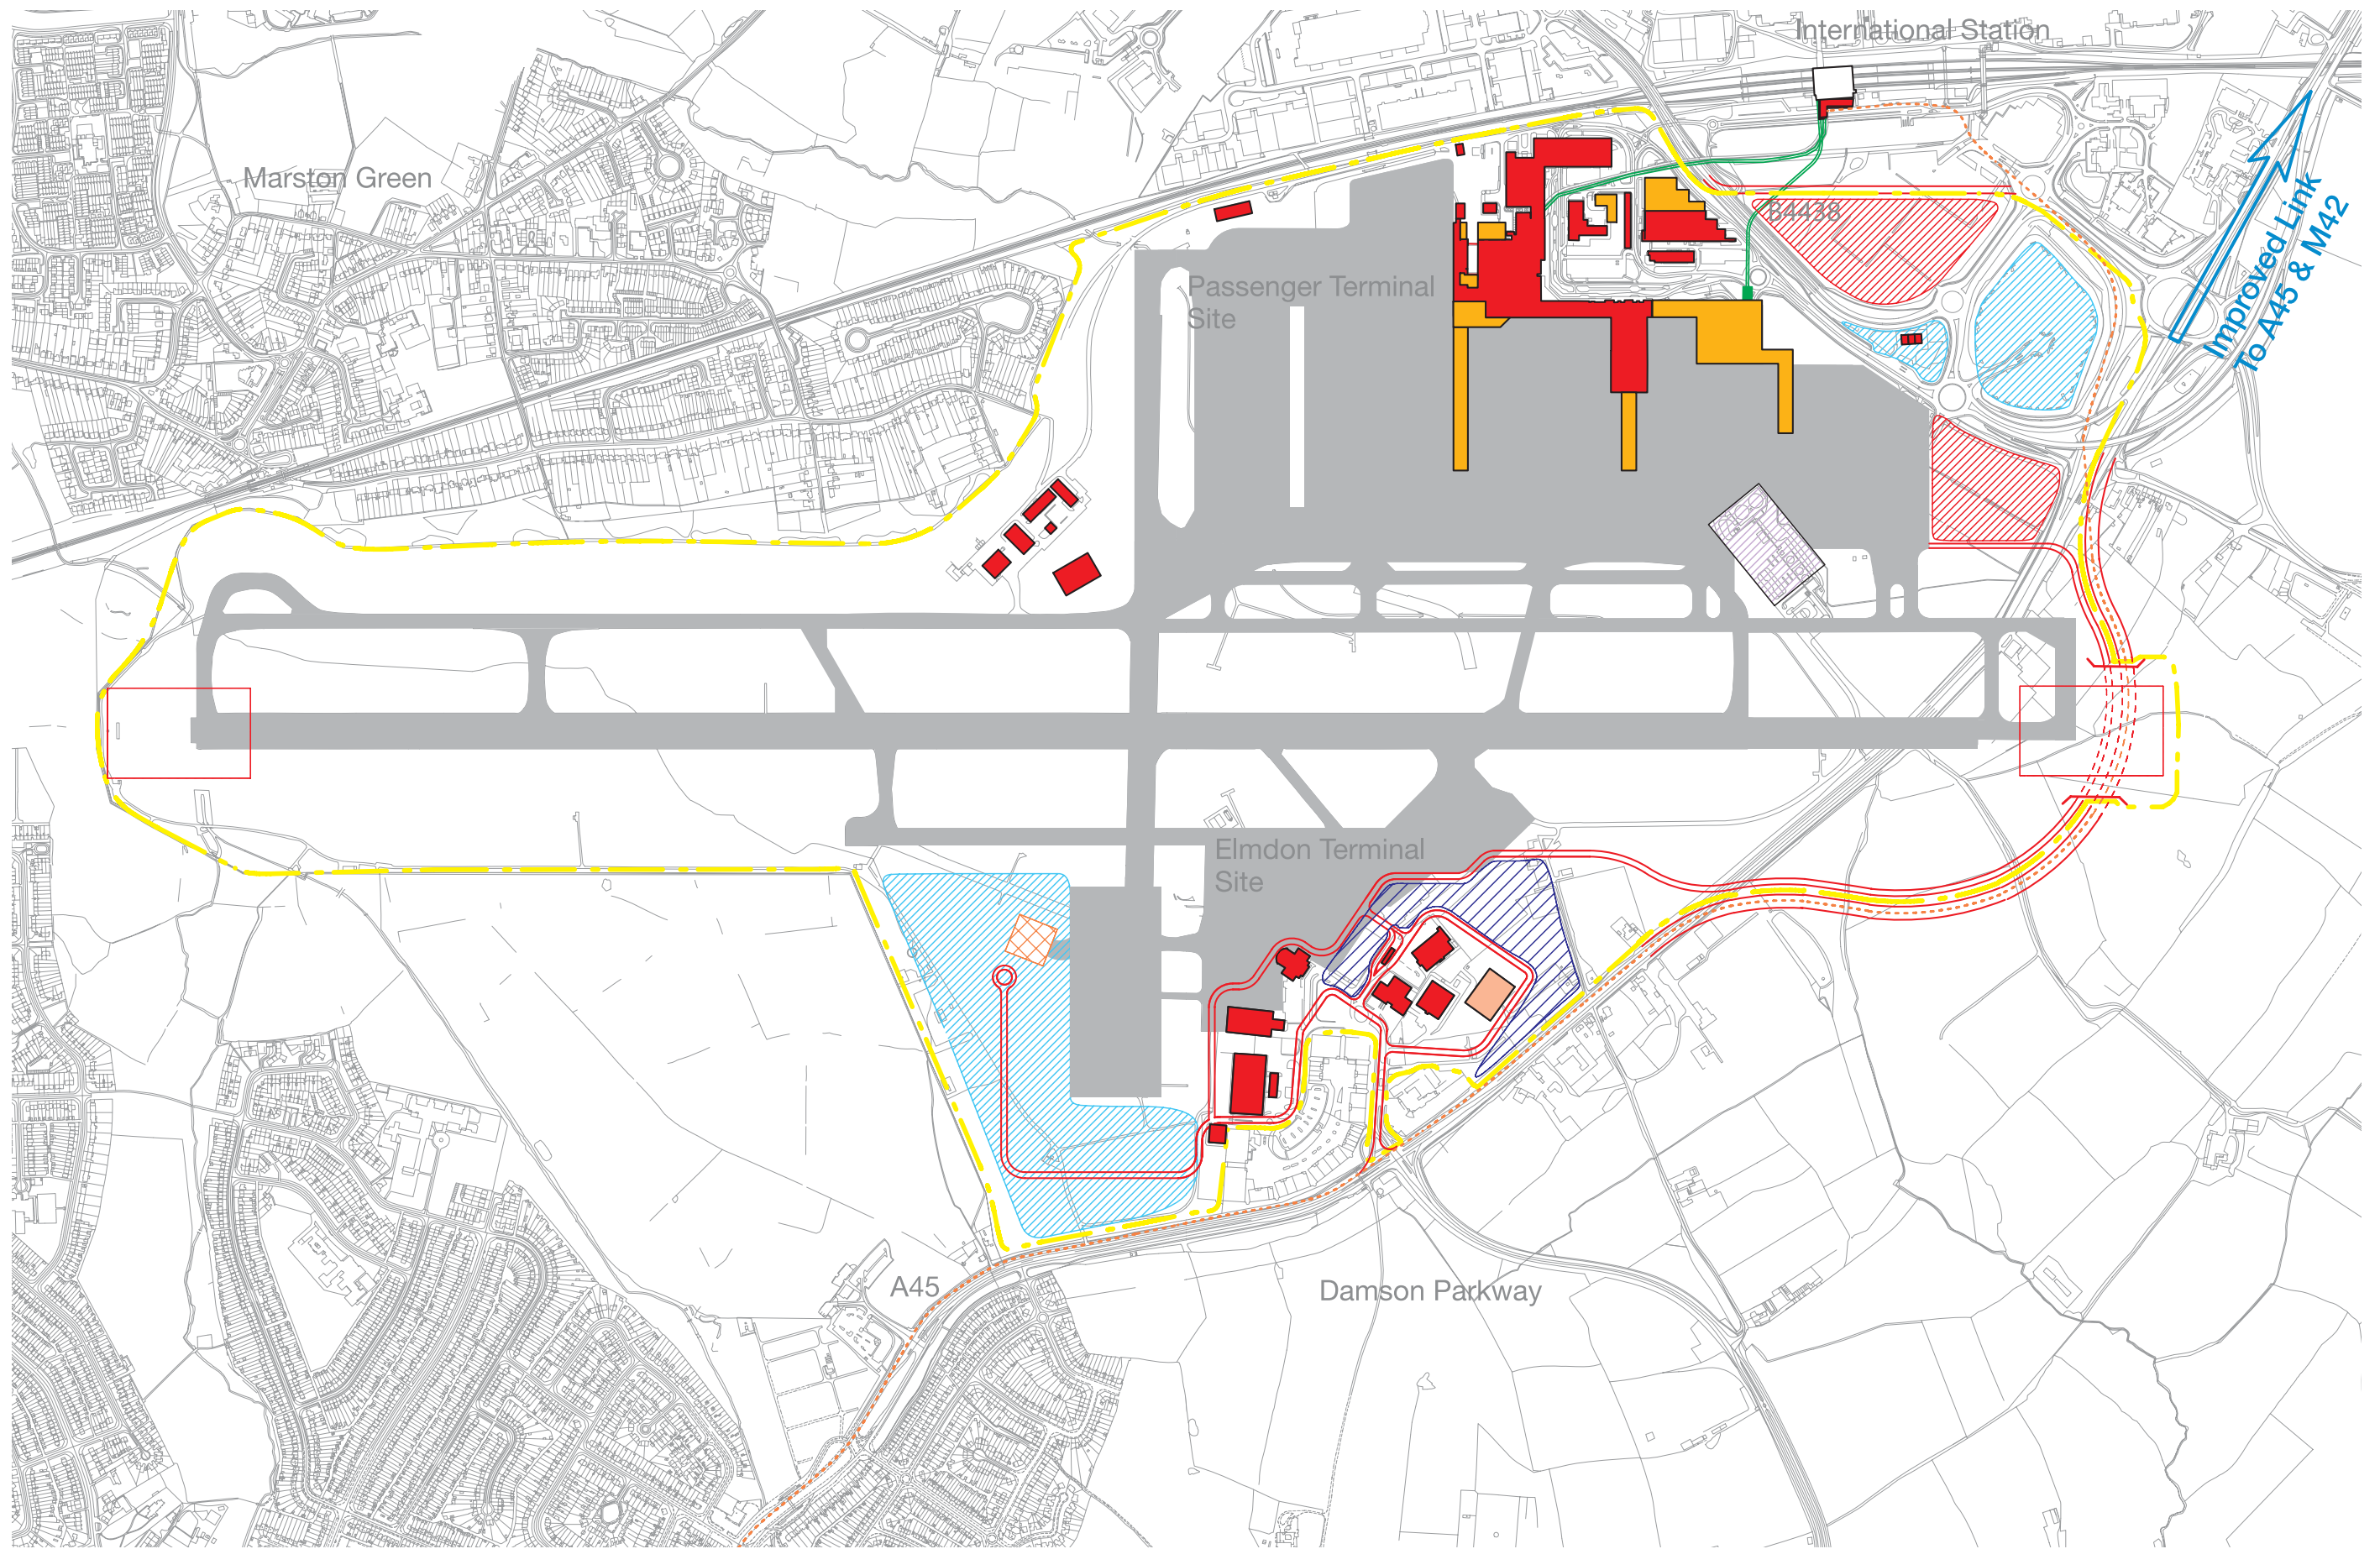 International Station
Marston Green
B4438
Improved Link
To A45 & M42
Passenger Terminal
Site
Elmdon Terminal
Site
A45
Damson Parkway